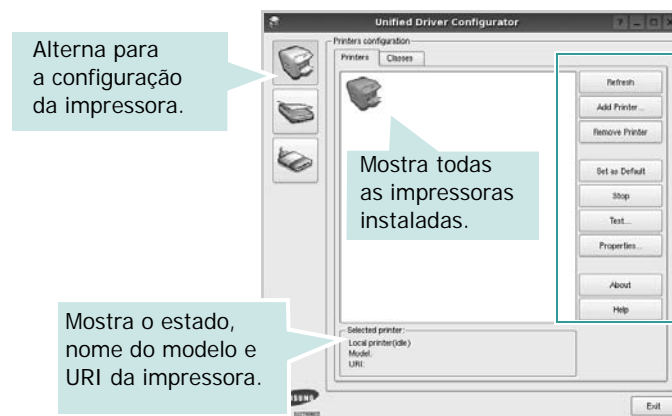 Unified Driver Configurator
Alterna para
a configuração
da impressora.
Printers configuration
Printers Classes
Refresh
Add Printer...
Remove Printer
Set as Default
Stop
Test...
Properties...
About
Help
Mostra todas
as impressoras
instaladas.
Mostra o estado,
nome do modelo e
URI da impressora.
Selected printer:
Local printer(idle)
Model:
URI:
ELECTRONICS
Exit